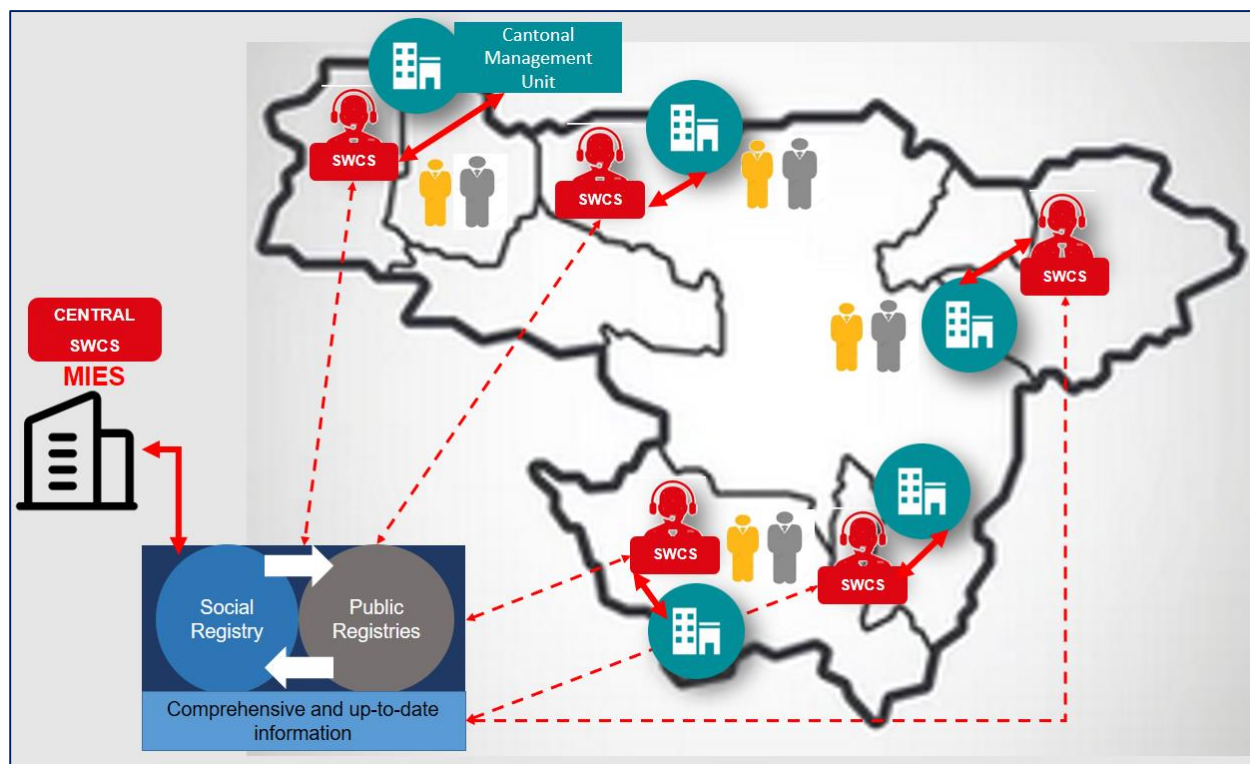 Cantonal
Management
Unit
SWCS
SWCS
SWCS
CENTRAL
SWCS
MIES
SWCS
SWCS
Social
Registry
Public
Registries
Comprehensive and up-to-date
information